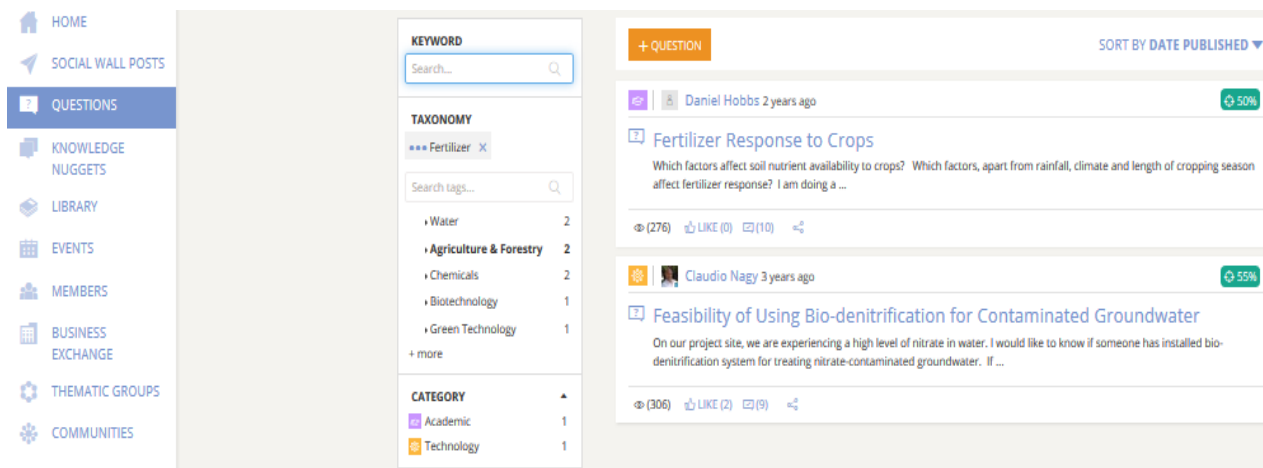 HOME
SOCIAL WALL POSTS
QUESTIONS
KNOWLEDGE
NUGGETS
LIBRARY
EVENTS
MEMBERS
BUSINESS
EXCHANGE
THEMATIC GROUPS
COMMUNITIES
KEYWORD
Search...
TAXONOMY
Fertilizer X
Search tags...
Water 2
Agriculture & Forestry 2
Chemicals 2
Biotechnology 1
Green Technology 1
+ more
CATEGORY
Academic 1
Technology 1
+ QUESTION
SORT BY DATE PUBLISHED
Daniel Hobbs 2 years ago 50%
Fertilizer Response to Crops
Which factors affect soil nutrient availability to crops? Which factors, apart from rainfall, climate and length of cropping season
affect fertilizer response? I am doing a ...
(276) LIKE (0) (10)
Claudio Nagy 3 years ago 55%
Feasibility of Using Bio-denitrification for Contaminated Groundwater
On our project site, we are experiencing a high level of nitrate in water. I would like to know if someone has installed bio-
denitrification system for treating nitrate-contaminated groundwater. If ...
(306) LIKE (2) (9)